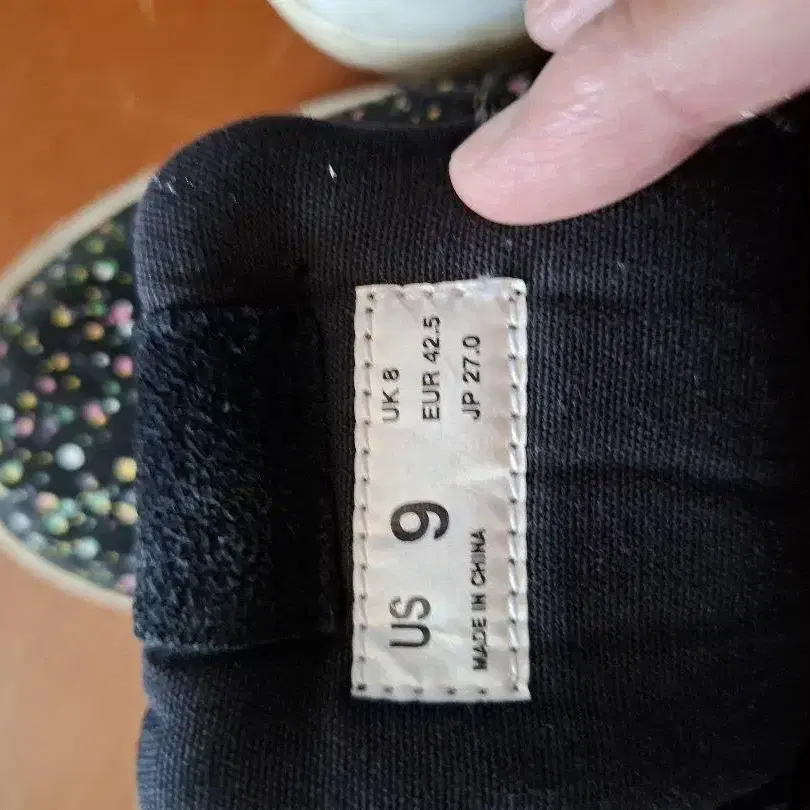 US 9
MADE IN CHINA
UK 8
EUR 42.5
JP 27.0